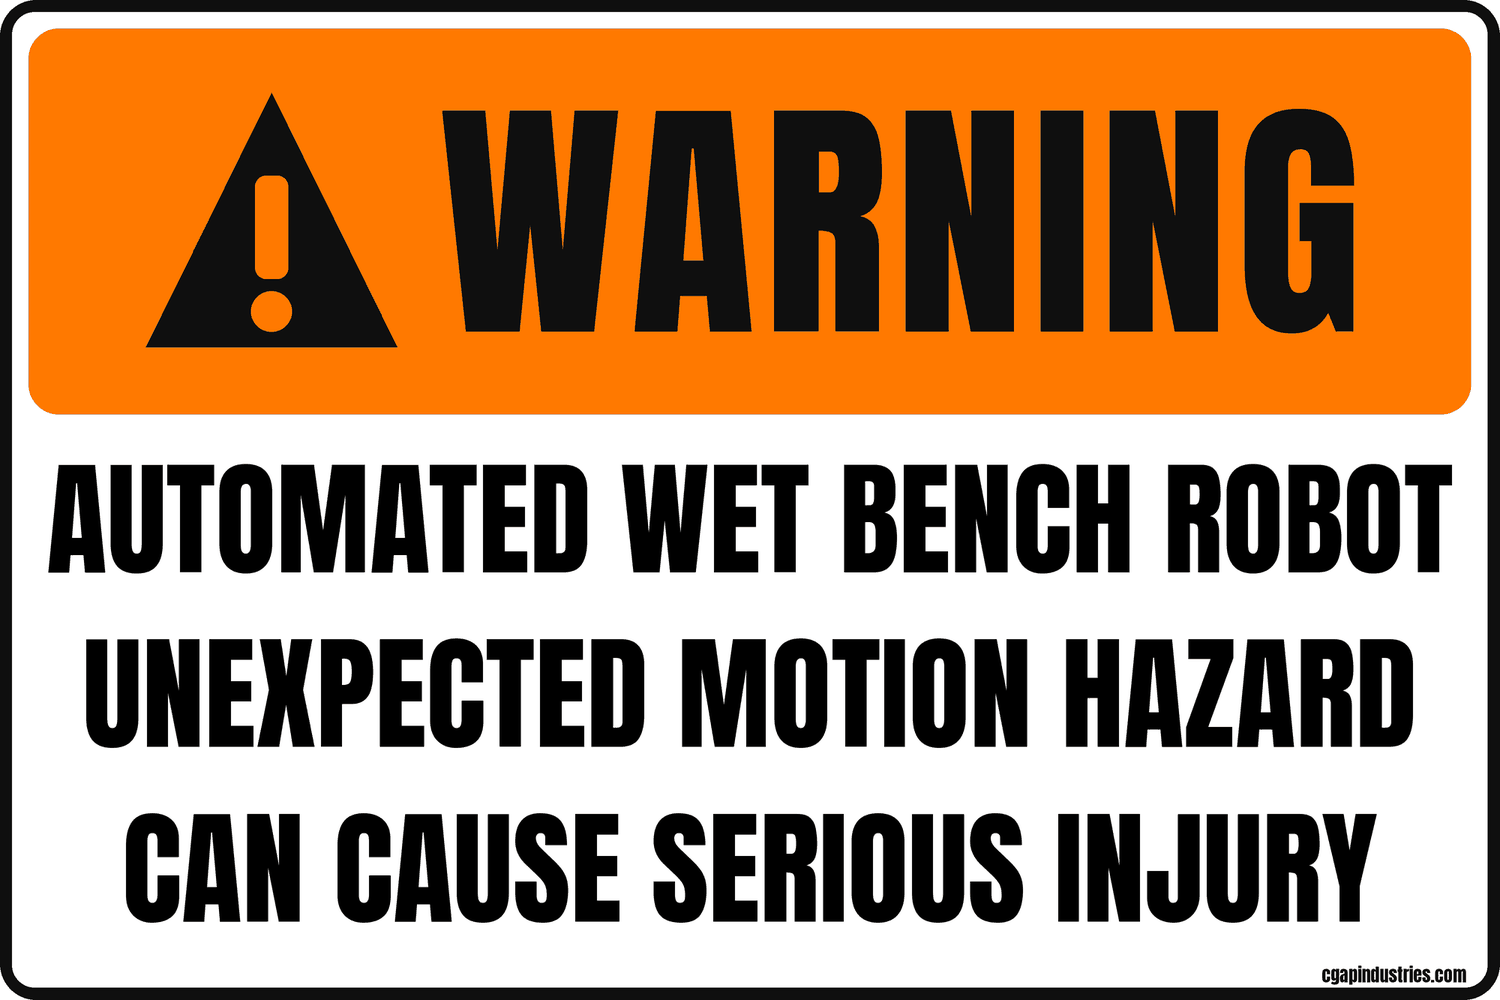 WARNING
AUTOMATED WET BENCH ROBOT
UNEXPECTED MOTION HAZARD
CAN CAUSE SERIOUS INJURY
cgapindustries.com